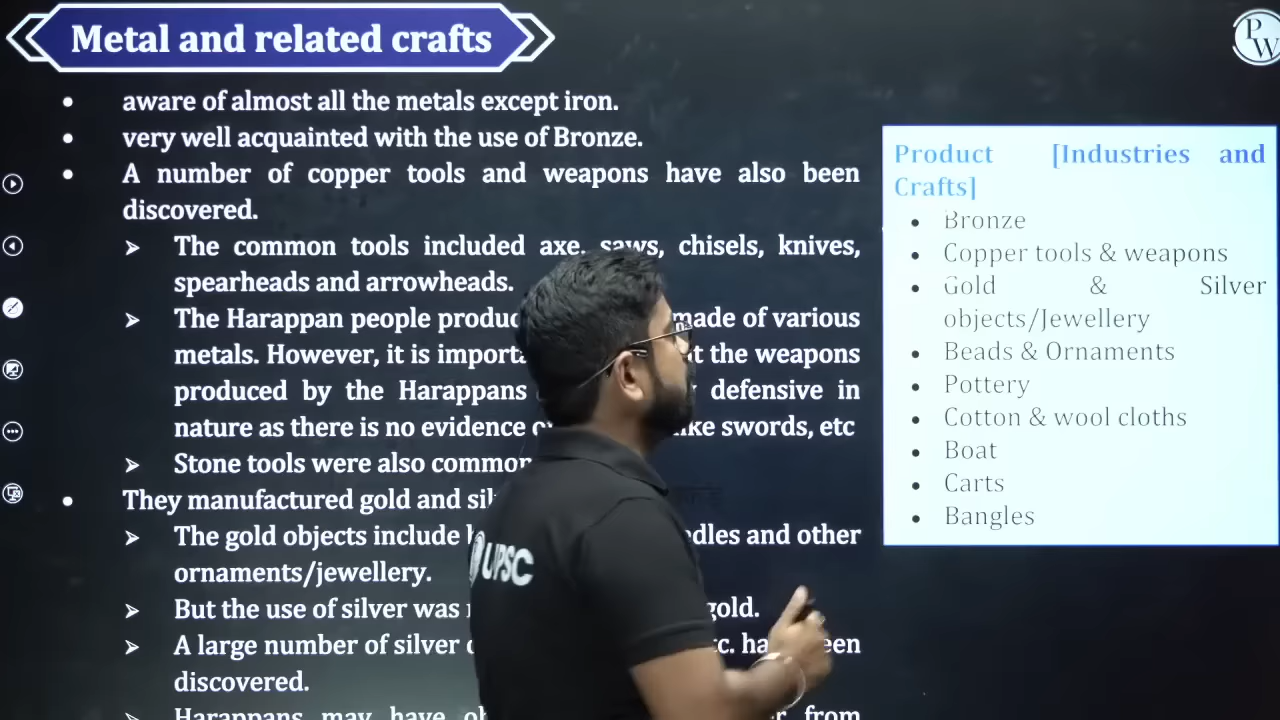 Metal and related crafts
PW
• aware of almost all the metals except iron.
• very well acquainted with the use of Bronze.
• A number of copper tools and weapons have also been
discovered.
➢ The common tools included axe, saws, chisels, knives,
spearheads and arrowheads.
➢ The Harappan people made of various
metals. However, it is the weapons
produced by the Harappans defensive in
nature as there is no evidence swords, etc
➢ Stone tools were also
• They manufactured gold and
➢ The gold objects include and other
ornaments/jewellery.
➢ But the use of silver was gold.
➢ A large number of silver
discovered.
Harappans may have from
Product [Industries and
Crafts]
• Bronze
• Copper tools & weapons
• Gold & Silver
objects/Jewellery
• Beads & Ornaments
• Pottery
• Cotton & wool cloths
• Boat
• Carts
• Bangles
UPSC